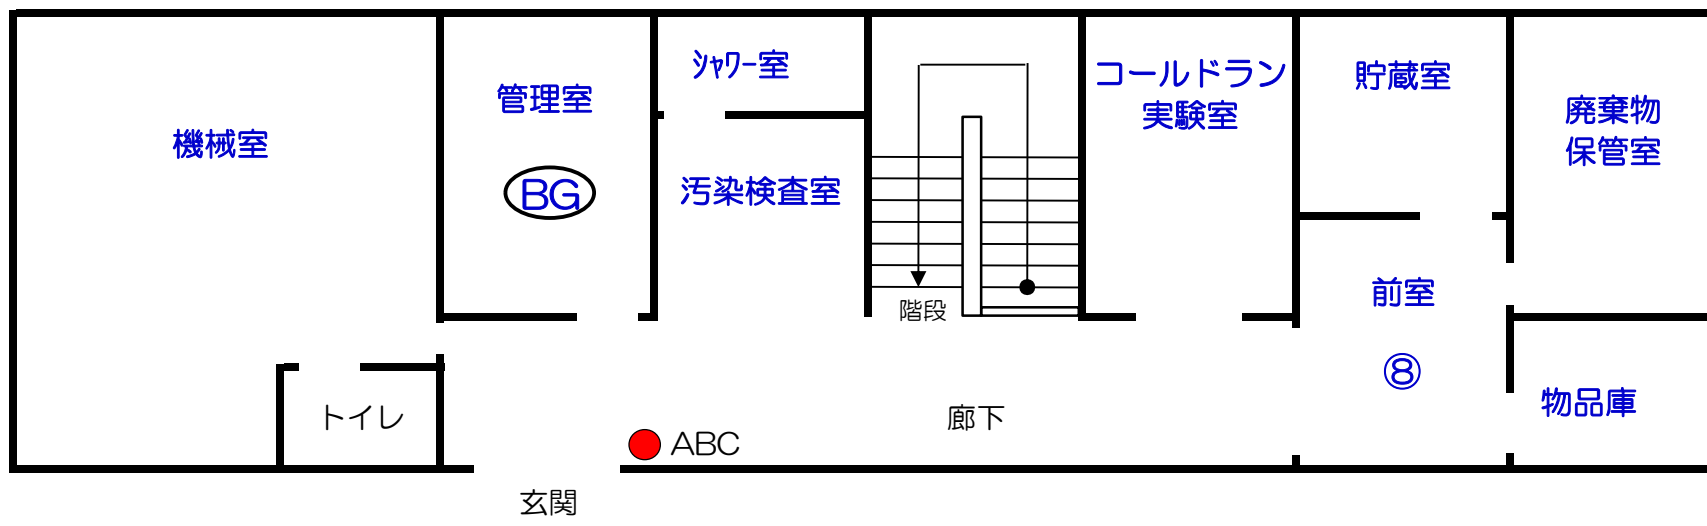 機械室
管理室
BG
ｼｬﾜｰ室
汚染検査室
階段
コールドラン
実験室
貯蔵室
廃棄物
保管室
前室
⑧
物品庫
トイレ
ABC
廊下
玄関